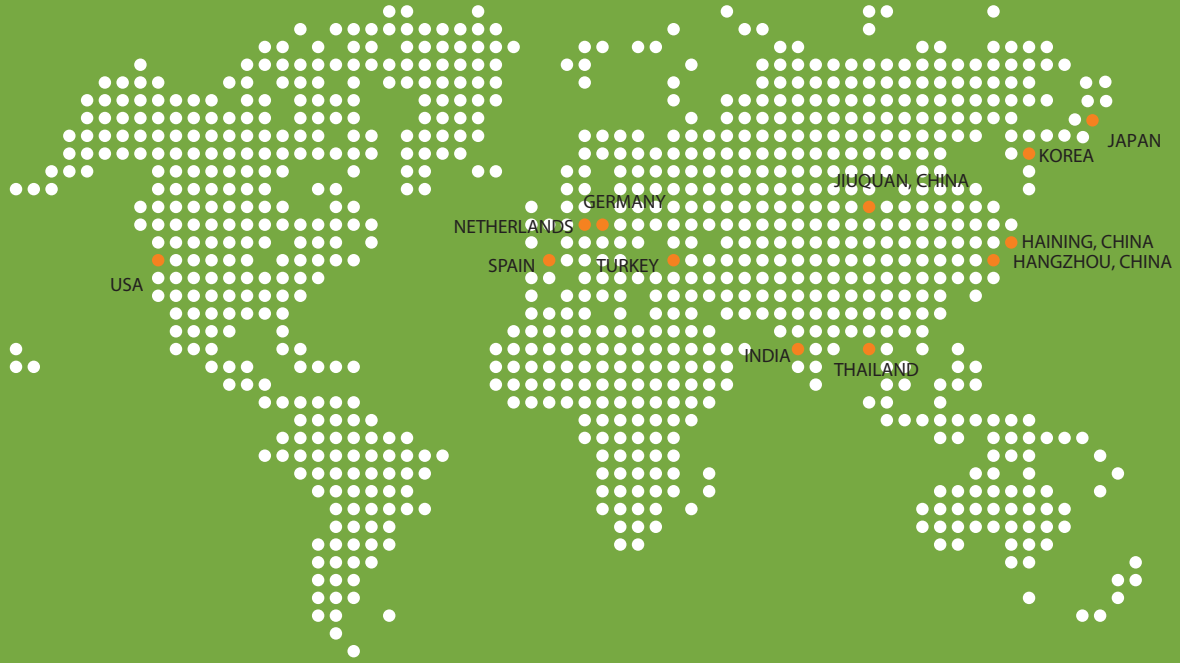 JAPAN
KOREA
JIUQUAN, CHINA
GERMANY
NETHERLANDS
HAINING, CHINA
SPAIN
TURKEY
HANGZHOU, CHINA
USA
INDIA
THAILAND